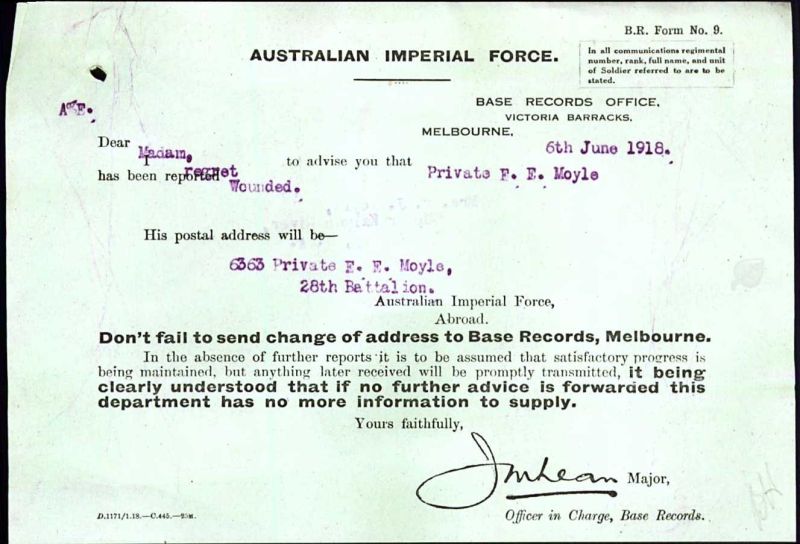 B.R. Form No. 9.
AUSTRALIAN IMPERIAL FORCE.
In all communications regimental
number, rank, full name, and unit
of Soldier referred to are to be
stated.
BASE RECORDS OFFICE,
VICTORIA BARRACKS,
MELBOURNE,
6th June 1918.
Dear Madam,
I regret to advise you that Private F. E. Moyle
has been reported Wounded.
His postal address will be—
6363 Private F. E. Moyle,
28th Battalion.
Australian Imperial Force,
Abroad.
Don't fail to send change of address to Base Records, Melbourne.
In the absence of further reports it is to be assumed that satisfactory progress is
being maintained, but anything later received will be promptly transmitted, it being
clearly understood that if no further advice is forwarded this
department has no more information to supply.
Yours faithfully,
JMLean Major,
Officer in Charge, Base Records.
D.1171/1.18.—C.445.—25M.